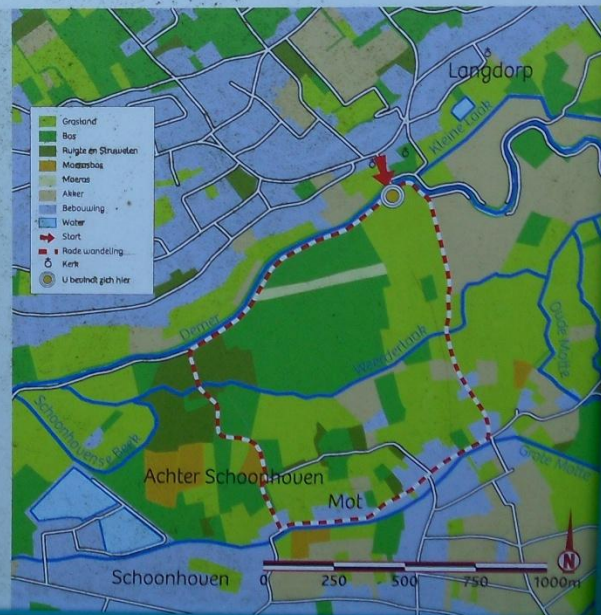 Langdorp
Kleine Laak
Grasland
Bos
Ruigte en Struwelen
Moerasbos
Moeras
Akker
Bebouwing
Water
Start
Rode wandeling
Kerk
U bevindt zich hier
Demer
Weerderlaak
Oude Motte
Schoonhovense Beek
Grote Motte
Achter Schoonhoven
Mot
Schoonhoven
0 250 500 750 1000m
N